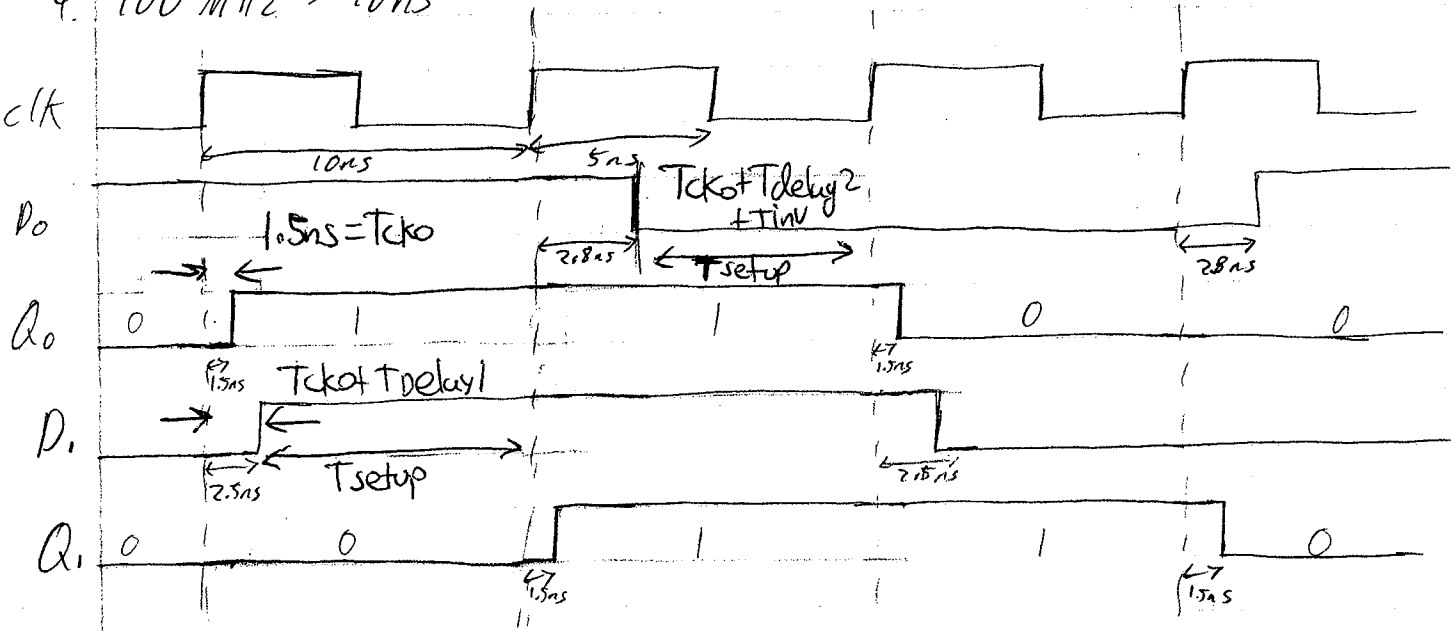 4. 100 MHz → 10ns
clk
10ns
5ns
D0
Tcko+Tdelay2
+Tinv
1.5ns=Tcko
2.8ns
Tsetup
2.8ns
Q0
0
1
1
0
0
1.5ns
1.5ns
Tcko+TDelay1
D1
2.5ns
Tsetup
2.5ns
Q1
0
0
1
1
0
1.5ns
1.5ns